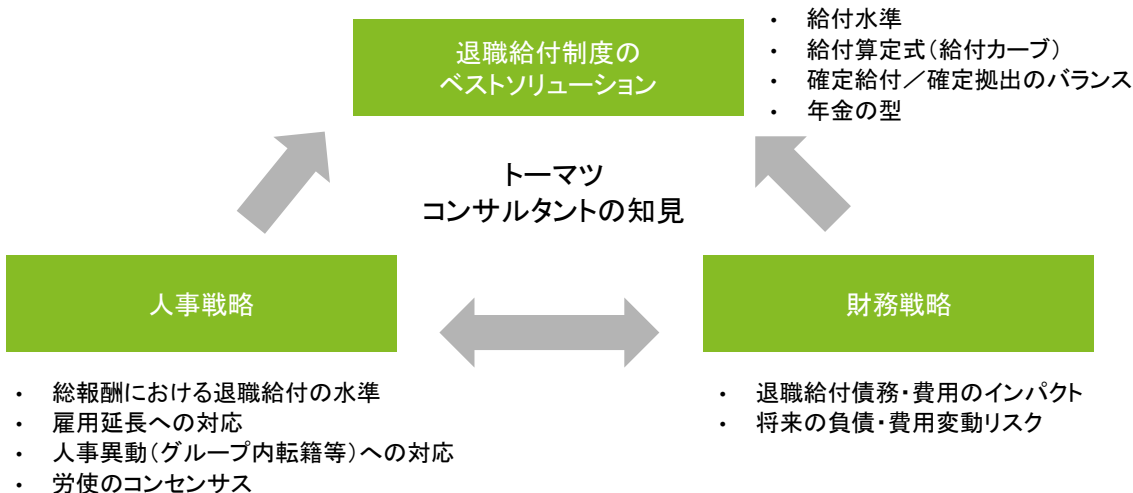 退職給付制度の
ベストソリューション
・ 給付水準
・ 給付算定式(給付カーブ)
・ 確定給付／確定拠出のバランス
・ 年金の型
トーマツ
コンサルタントの知見
人事戦略
財務戦略
・ 総報酬における退職給付の水準
・ 雇用延長への対応
・ 人事異動(グループ内転籍等)への対応
・ 労使のコンセンサス
・ 退職給付債務・費用のインパクト
・ 将来の負債・費用変動リスク